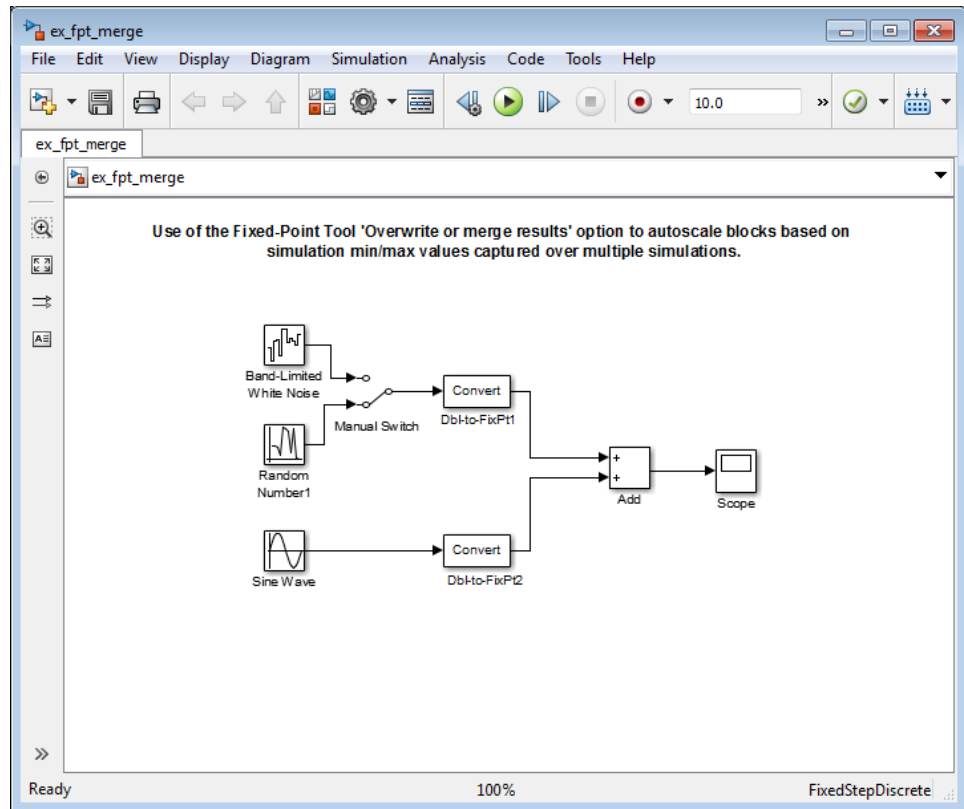 ex_fpt_merge
File Edit View Display Diagram Simulation Analysis Code Tools Help
10.0
»
ex_fpt_merge
ex_fpt_merge
Use of the Fixed-Point Tool 'Overwrite or merge results' option to autoscale blocks based on
simulation min/max values captured over multiple simulations.
Band-Limited
White Noise
Convert
Dbl-to-FixPt1
Manual Switch
Random
Number1
+
+
Add
Scope
Convert
Sine Wave
Dbl-to-FixPt2
A
»
Ready 100% FixedStepDiscrete